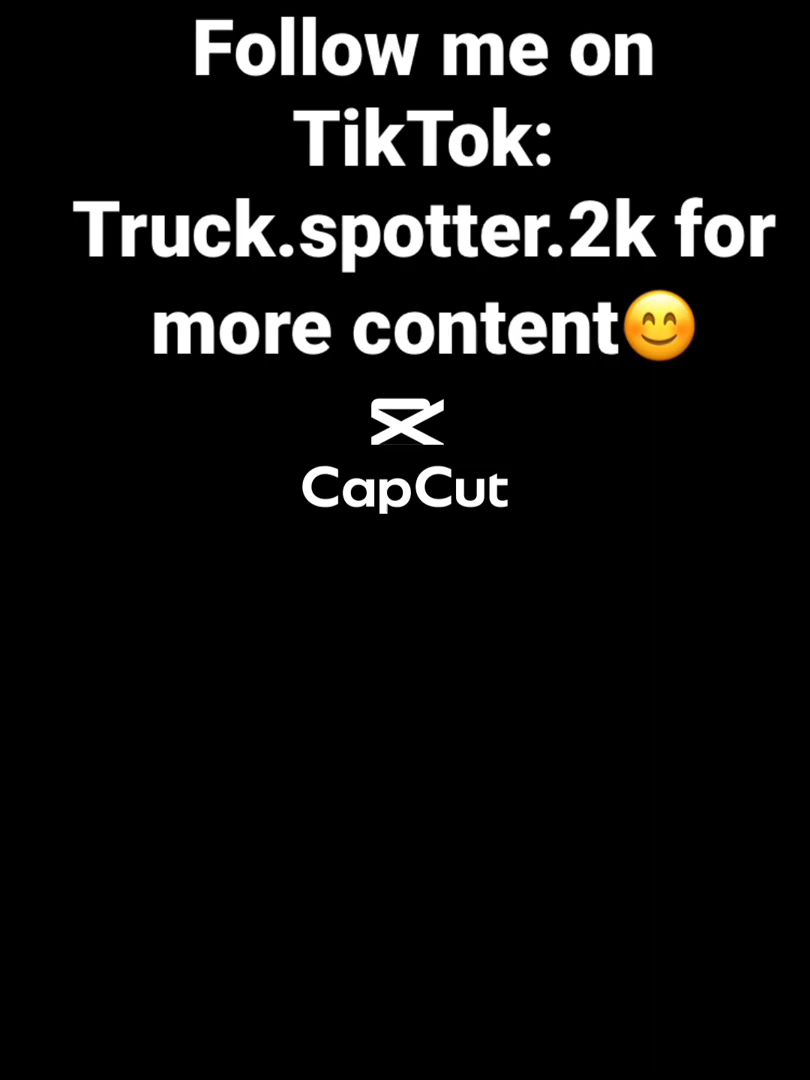 Follow me on
TikTok:
Truck.spotter.2k for
more content😊
CapCut